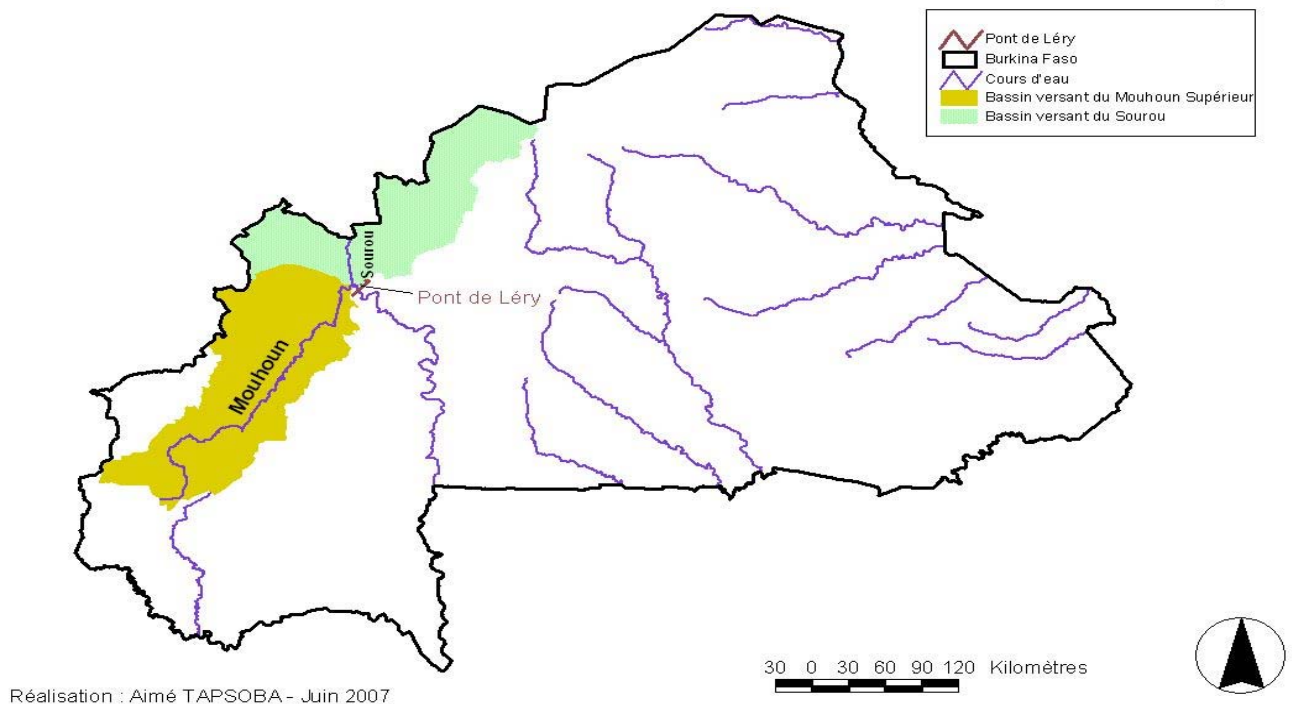 Pont de Léry
Burkina Faso
Cours d'eau
Bassin versant du Mouhoun Supérieur
Bassin versant du Sourou
Sourou
Pont de Léry
Mouhoun
30 0 30 60 90 120 Kilomètres
Réalisation : Aimé TAPSOBA - Juin 2007